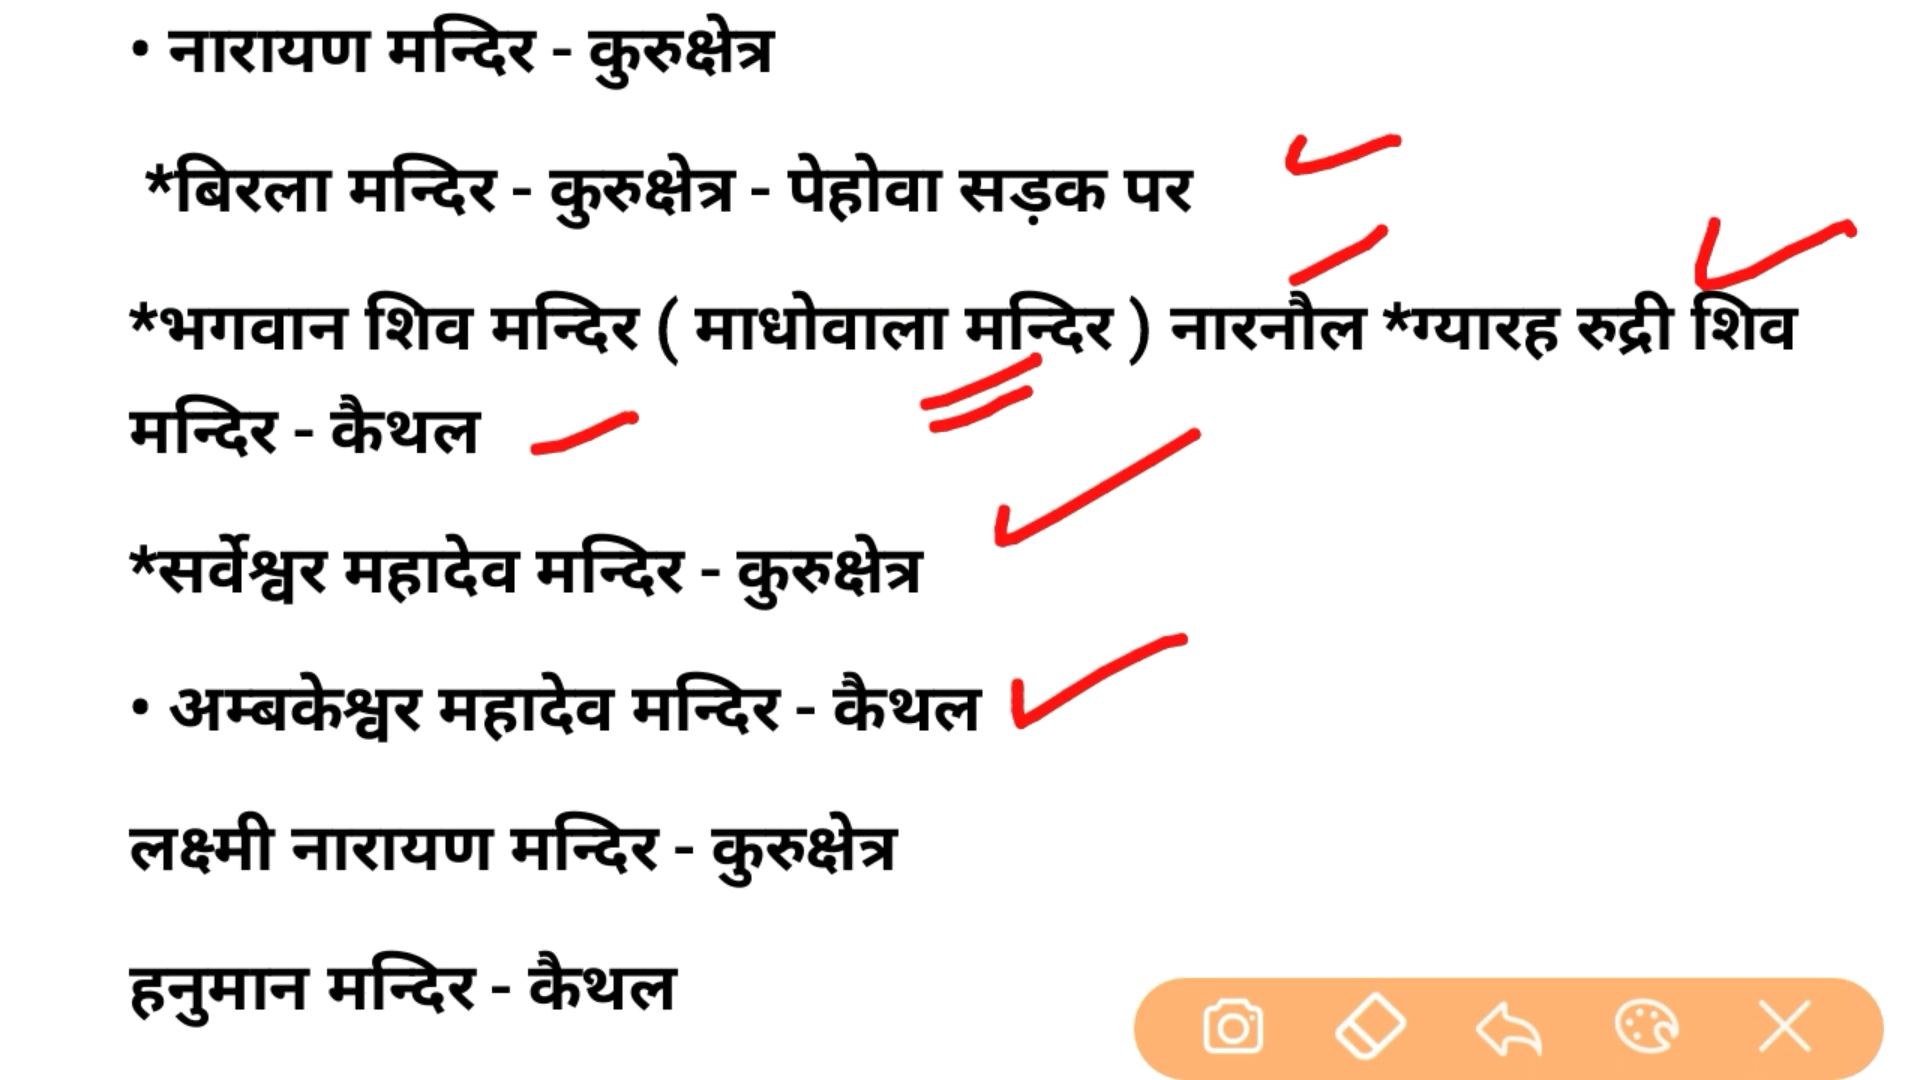 • नारायण मन्दिर - कुरुक्षेत्र
*बिरला मन्दिर - कुरुक्षेत्र - पेहोवा सड़क पर
*भगवान शिव मन्दिर ( माधोवाला मन्दिर ) नारनौल *ग्यारह रुद्री शिव
मन्दिर - कैथल
*सर्वेश्वर महादेव मन्दिर - कुरुक्षेत्र
• अम्बकेश्वर महादेव मन्दिर - कैथल
लक्ष्मी नारायण मन्दिर - कुरुक्षेत्र
हनुमान मन्दिर - कैथल